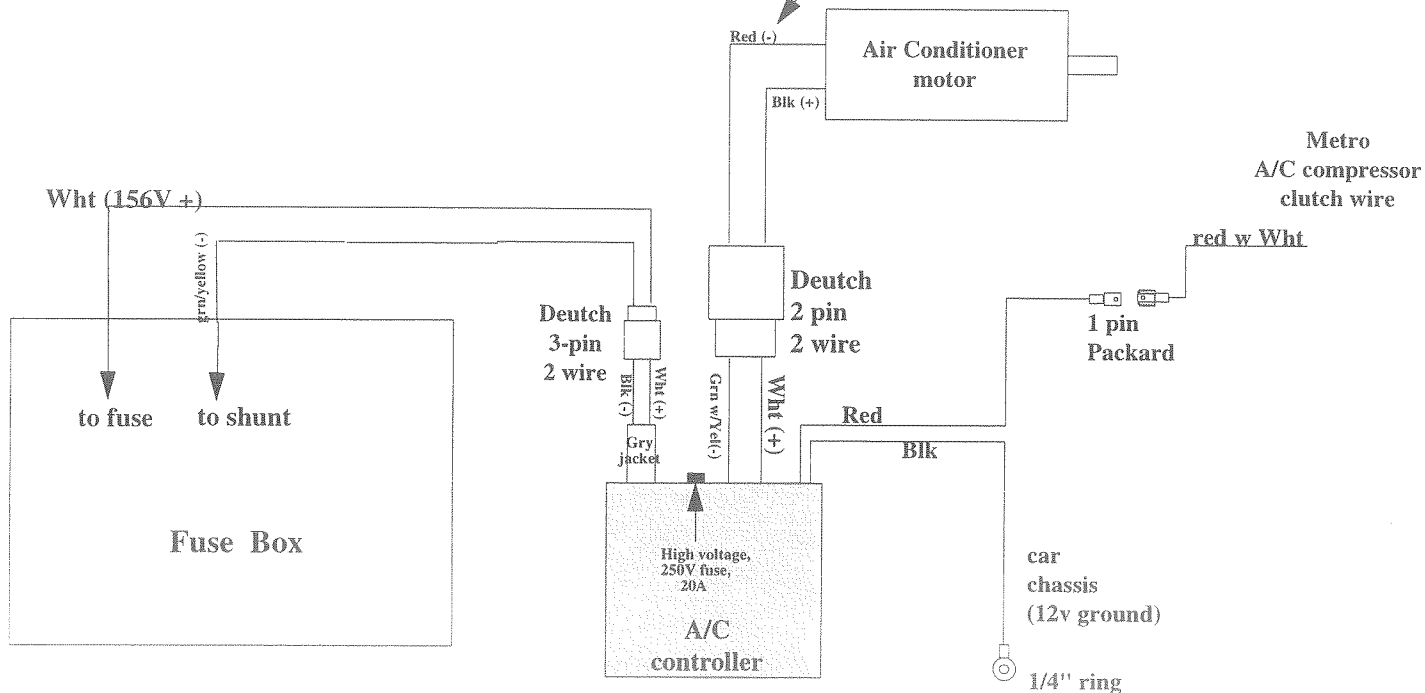 Red (-)
Air Conditioner
motor
Blk (+)
Metro
A/C compressor
clutch wire
Wht (156V +)
red w Wht
grn/yellow (-)
Deutch
2 pin
2 wire
Deutch
3-pin
2 wire
1 pin
Packard
Blk (-)
Wht (+)
Grn w/Yel(-)
Wht (+)
to fuse
to shunt
Red
Blk
Gry
jacket
Fuse Box
High voltage,
250V fuse,
20A
A/C
controller
car
chassis
(12v ground)
1/4" ring